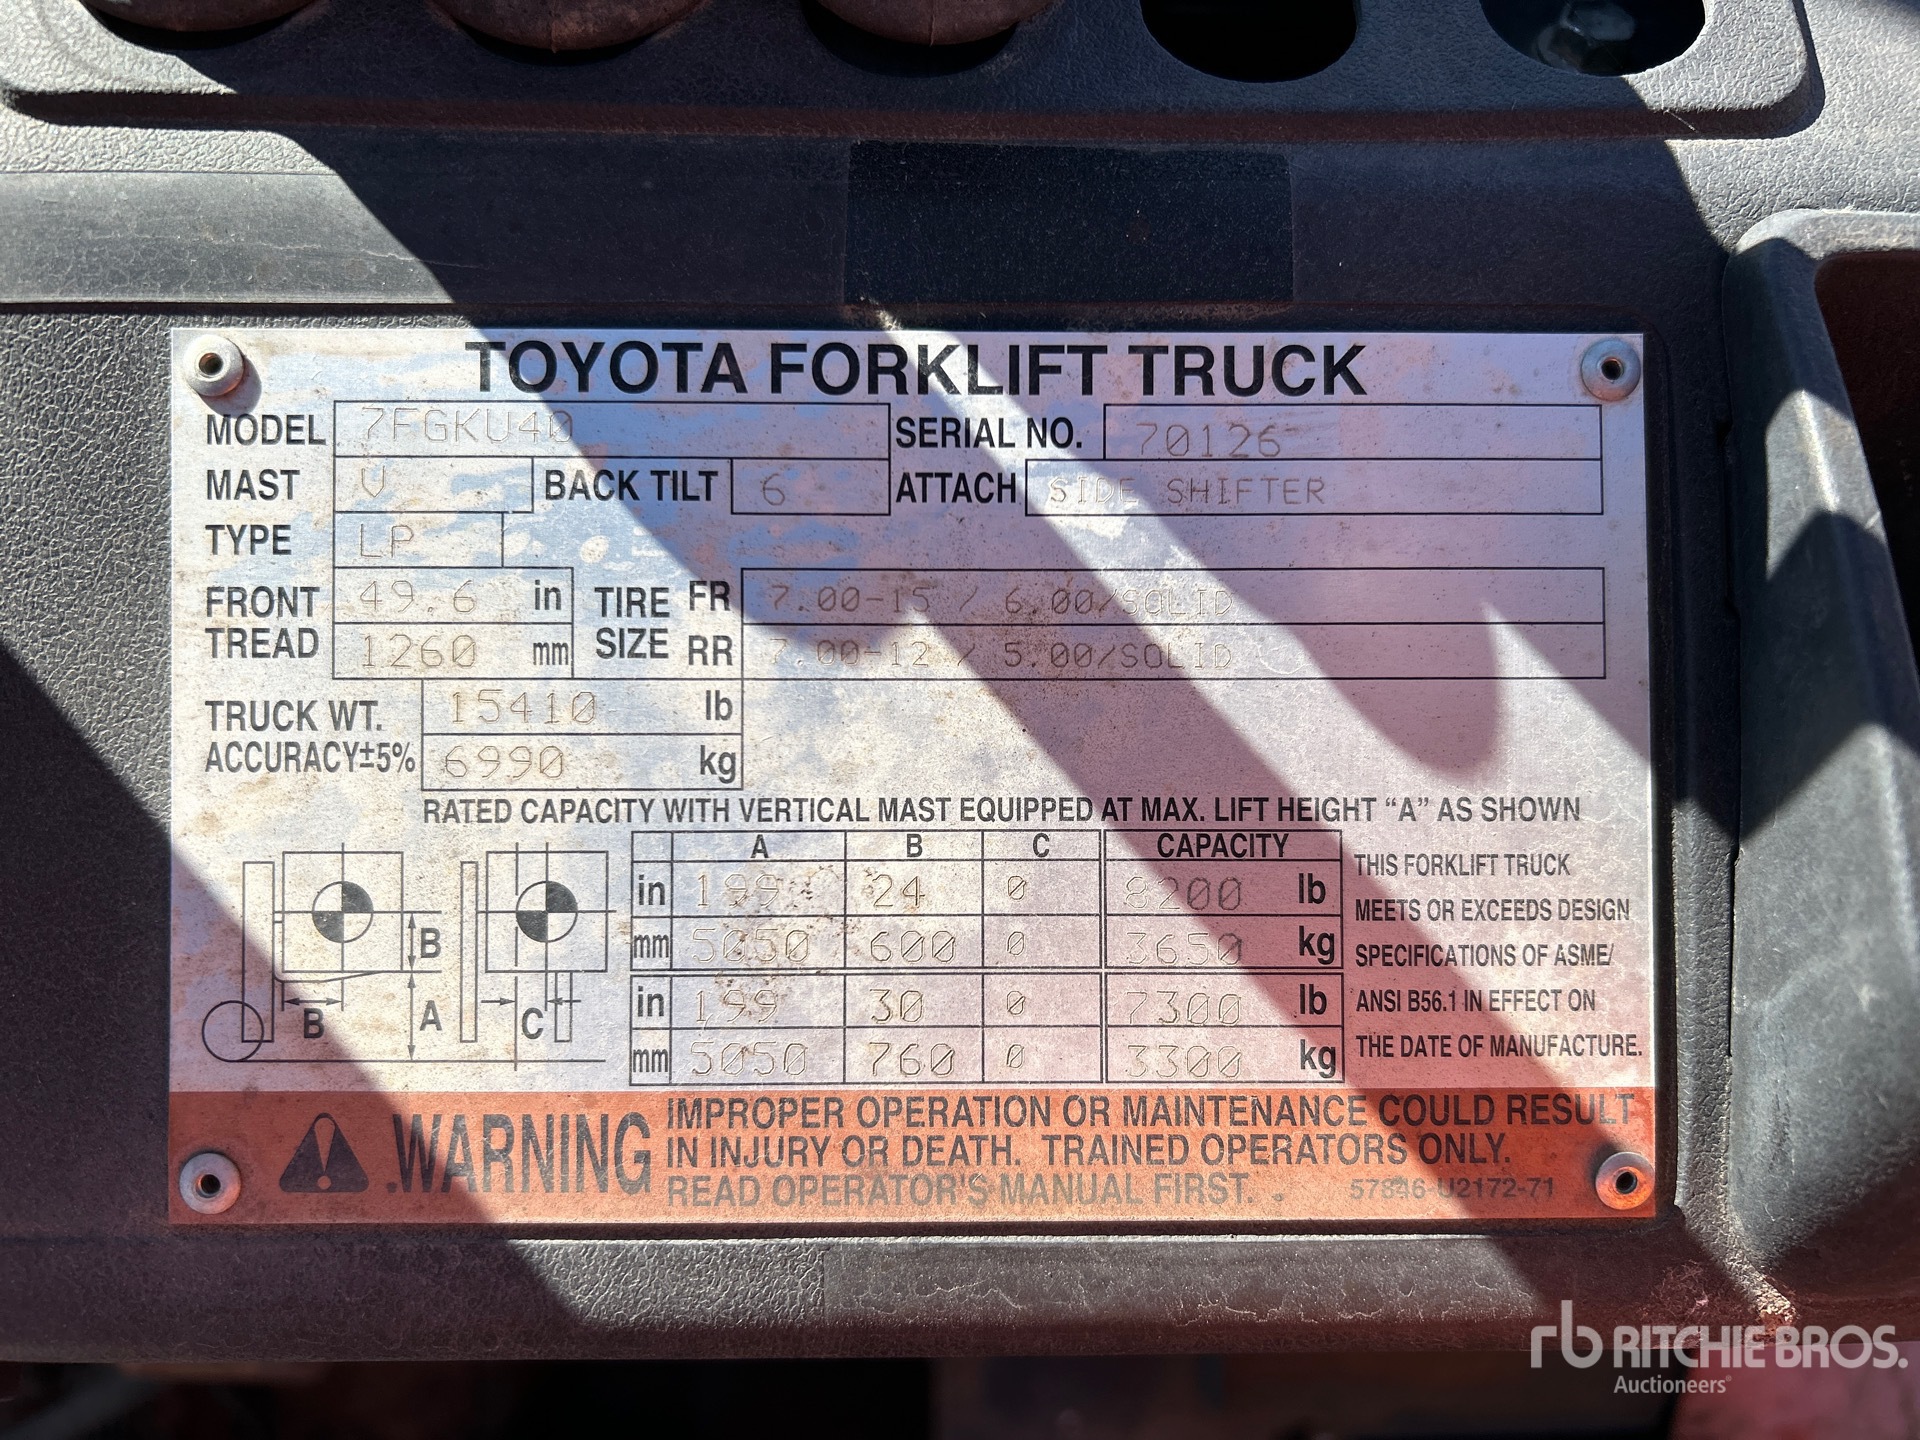 TOYOTA FORKLIFT TRUCK
MODEL 7FGKU40 SERIAL NO. 70126
MAST V BACK TILT 6 ATTACH SIDE SHIFTER
TYPE LP
FRONT TREAD 49.6 in TIRE SIZE FR 7.00-15 / 6.00/SOLID
1260 mm RR 7.00-12 / 5.00/SOLID
TRUCK WT. 15410 lb
ACCURACY±5% 6990 kg
RATED CAPACITY WITH VERTICAL MAST EQUIPPED AT MAX. LIFT HEIGHT “A” AS SHOWN
A B C CAPACITY
in 199 24 0 8200 lb
mm 5050 600 0 3650 kg
in 199 30 0 7300 lb
mm 5050 760 0 3300 kg
B
B A C
THIS FORKLIFT TRUCK
MEETS OR EXCEEDS DESIGN
SPECIFICATIONS OF ASME/
ANSI B56.1 IN EFFECT ON
THE DATE OF MANUFACTURE.
WARNING
IMPROPER OPERATION OR MAINTENANCE COULD RESULT
IN INJURY OR DEATH. TRAINED OPERATORS ONLY.
READ OPERATOR'S MANUAL FIRST. 57846-U2172-71
rb RITCHIE BROS.
Auctioneers®